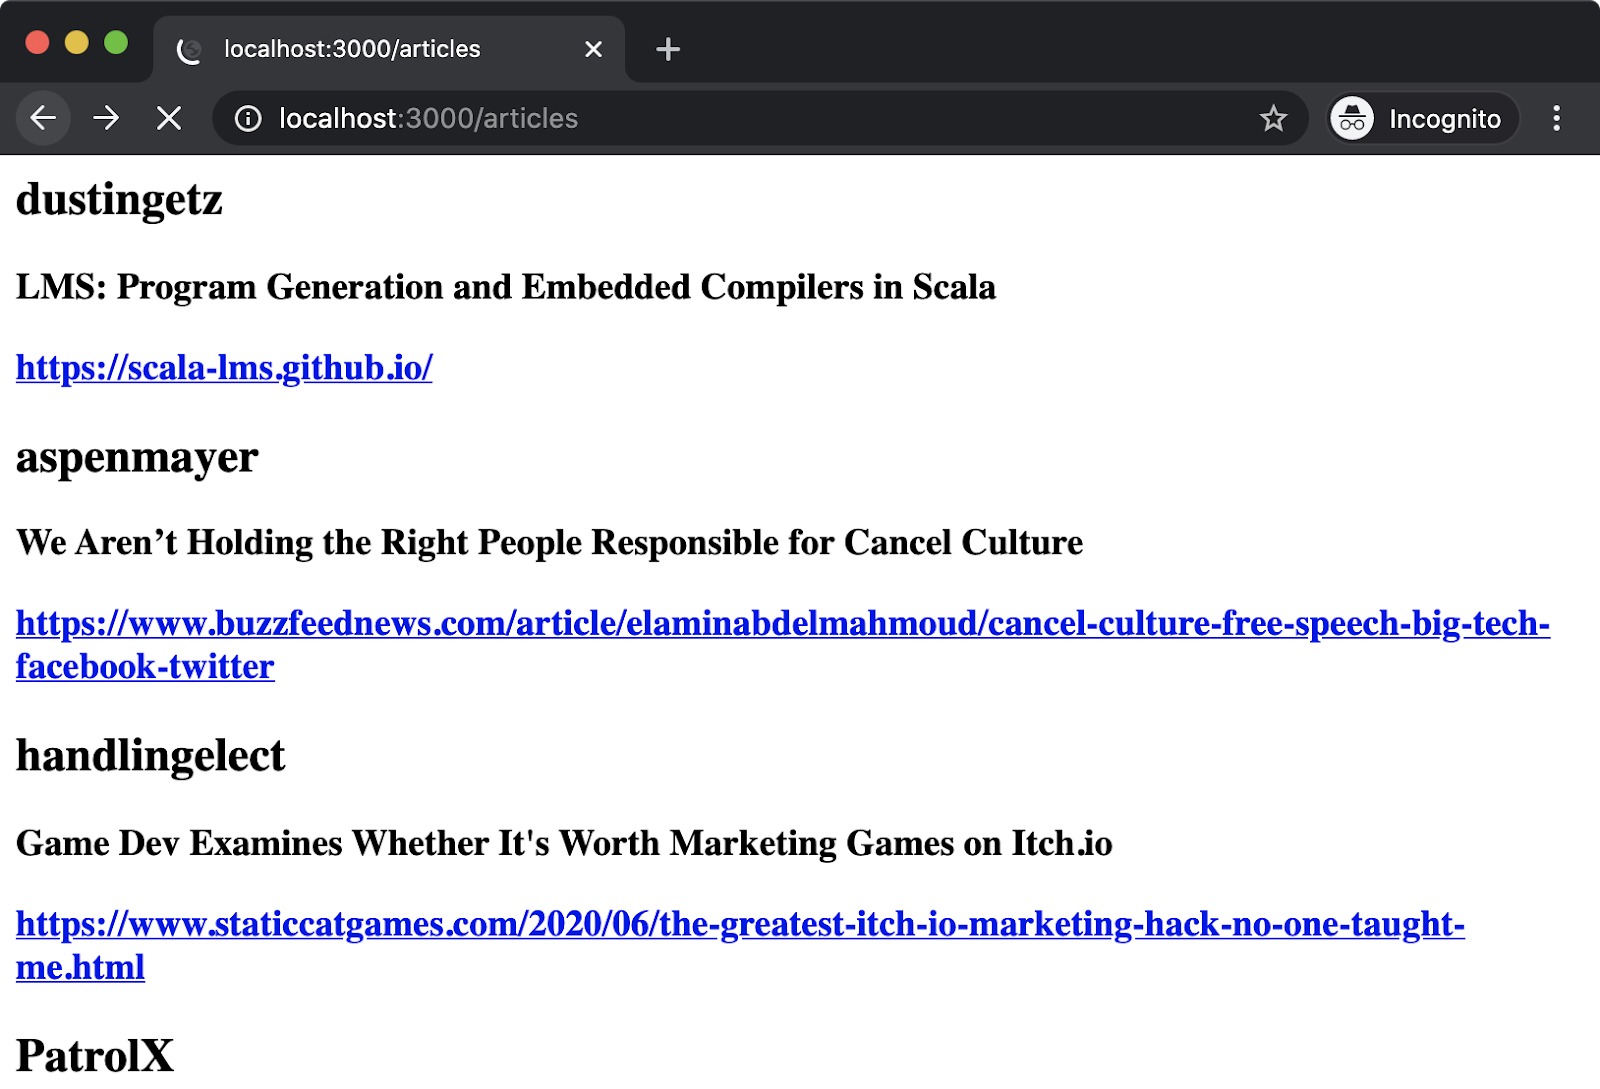 localhost:3000/articles
localhost:3000/articles
Incognito
dustingetz
LMS: Program Generation and Embedded Compilers in Scala
https://scala-lms.github.io/
aspenmayer
We Aren’t Holding the Right People Responsible for Cancel Culture
https://www.buzzfeednews.com/article/elaminabdelmahmoud/cancel-culture-free-speech-big-tech-
facebook-twitter
handlingelect
Game Dev Examines Whether It's Worth Marketing Games on Itch.io
https://www.staticcatgames.com/2020/06/the-greatest-itch-io-marketing-hack-no-one-taught-
me.html
PatrolX